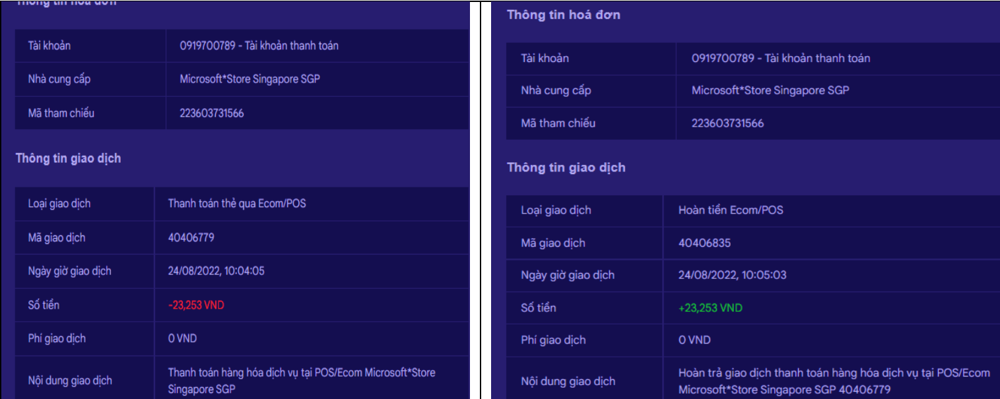 Thông tin hoá đơn
Tài khoản 0919700789 - Tài khoản thanh toán
Nhà cung cấp Microsoft*Store Singapore SGP
Mã tham chiếu 223603731566
Thông tin giao dịch
Loại giao dịch Thanh toán thẻ qua Ecom/POS
Mã giao dịch 40406779
Ngày giờ giao dịch 24/08/2022, 10:04:05
Số tiền -23,253 VND
Phí giao dịch 0 VND
Nội dung giao dịch Thanh toán hàng hóa dịch vụ tại POS/Ecom Microsoft*Store
Singapore SGP
Thông tin hoá đơn
Tài khoản 0919700789 - Tài khoản thanh toán
Nhà cung cấp Microsoft*Store Singapore SGP
Mã tham chiếu 223603731566
Thông tin giao dịch
Loại giao dịch Hoàn tiền Ecom/POS
Mã giao dịch 40406835
Ngày giờ giao dịch 24/08/2022, 10:05:03
Số tiền +23,253 VND
Phí giao dịch 0 VND
Nội dung giao dịch Hoàn trả giao dịch thanh toán hàng hóa dịch vụ tại POS/Ecom
Microsoft*Store Singapore SGP 40406779